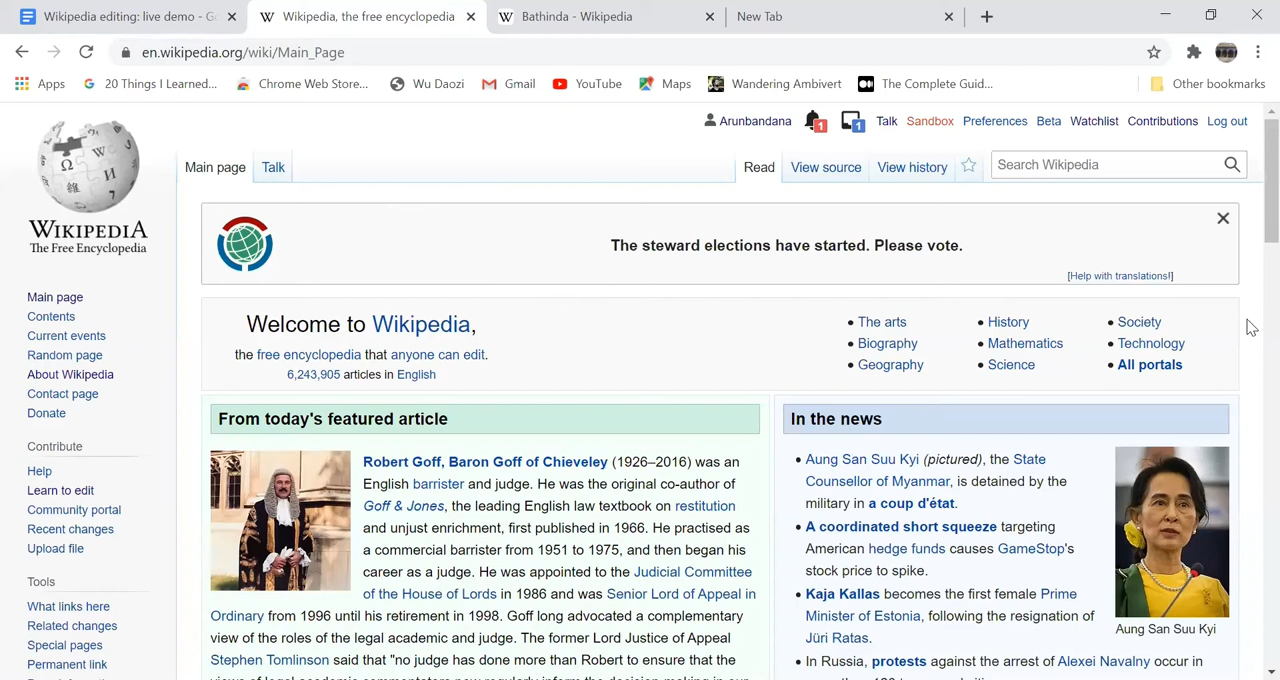 Wikipedia editing: live demo - Go
Wikipedia, the free encyclopedia
Bathinda - Wikipedia
New Tab
en.wikipedia.org/wiki/Main_Page
Apps
20 Things I Learned...
Chrome Web Store...
Wu Daozi
Gmail
YouTube
Maps
Wandering Ambivert
The Complete Guid...
Other bookmarks
Arunbandana 1 1 Talk Sandbox Preferences Beta Watchlist Contributions Log out
WIKIPEDIA
The Free Encyclopedia
Main page Talk Read View source View history Search Wikipedia
The steward elections have started. Please vote.
[Help with translations!]
Main page
Contents
Current events
Random page
About Wikipedia
Contact page
Donate
Contribute
Help
Learn to edit
Community portal
Recent changes
Upload file
Tools
What links here
Related changes
Special pages
Permanent link
Welcome to Wikipedia,
the free encyclopedia that anyone can edit.
6,243,905 articles in English
The arts
Biography
Geography
History
Mathematics
Science
Society
Technology
All portals
From today's featured article
Robert Goff, Baron Goff of Chieveley (1926–2016) was an
English barrister and judge. He was the original co-author of
Goff & Jones, the leading English law textbook on restitution
and unjust enrichment, first published in 1966. He practised as
a commercial barrister from 1951 to 1975, and then began his
career as a judge. He was appointed to the Judicial Committee
of the House of Lords in 1986 and was Senior Lord of Appeal in
Ordinary from 1996 until his retirement in 1998. Goff long advocated a complementary
view of the roles of the legal academic and judge. The former Lord Justice of Appeal
Stephen Tomlinson said that "no judge has done more than Robert to ensure that the
In the news
Aung San Suu Kyi (pictured), the State
Counsellor of Myanmar, is detained by the
military in a coup d'état.
A coordinated short squeeze targeting
American hedge funds causes GameStop's
stock price to spike.
Kaja Kallas becomes the first female Prime
Minister of Estonia, following the resignation of
Jüri Ratas.
In Russia, protests against the arrest of Alexei Navalny occur in
Aung San Suu Kyi